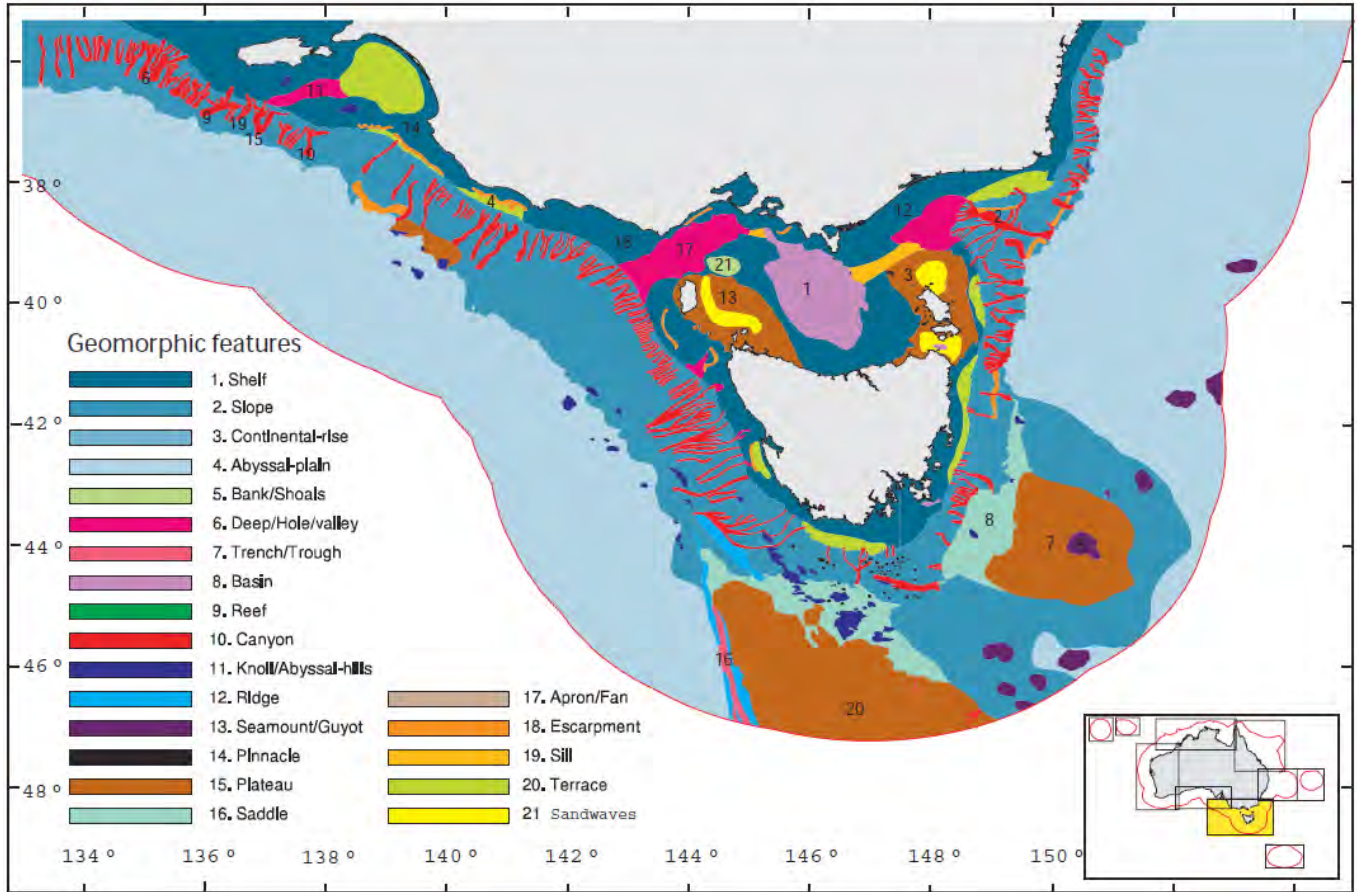 6
11
9
19
15
10
14
38 °
4
18
17
21
12
2
3
13
1
40 °
Geomorphic features
1. Shelf
2. Slope
3. Continental-rise
4. Abyssal-plain
5. Bank/Shoals
6. Deep/Hole/valley
7. Trench/Trough
8. Basin
9. Reef
10. Canyon
11. Knoll/Abyssal-hills
12. Ridge
13. Seamount/Guyot
14. Pinnacle
15. Plateau
16. Saddle
17. Apron/Fan
18. Escarpment
19. Sill
20. Terrace
21 Sandwaves
42 °
8
7
44 °
46 °
16
20
48 °
134 ° 136 ° 138 ° 140 ° 142 ° 144 ° 146 ° 148 ° 150 °